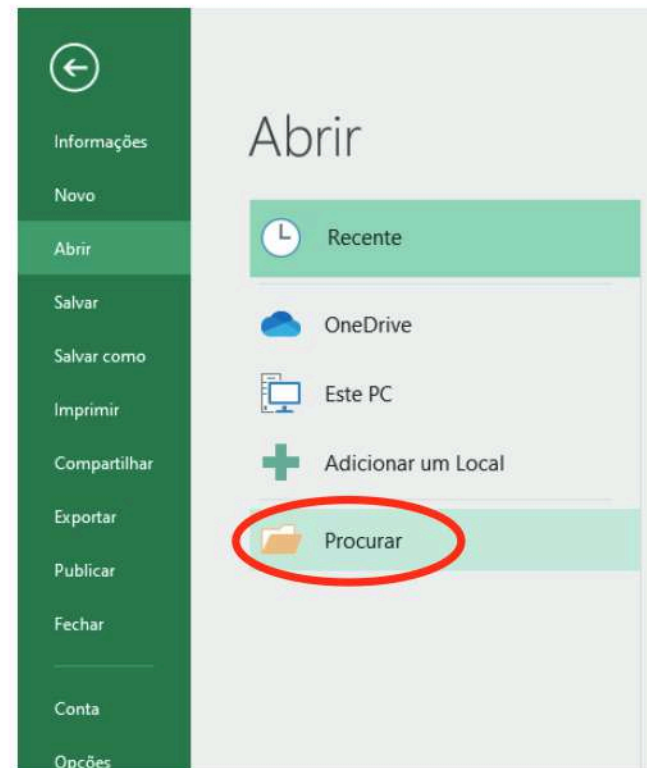 Informações
Novo
Abrir
Salvar
Salvar como
Imprimir
Compartilhar
Exportar
Publicar
Fechar
Conta
Opções
Abrir
Recente
OneDrive
Este PC
Adicionar um Local
Procurar